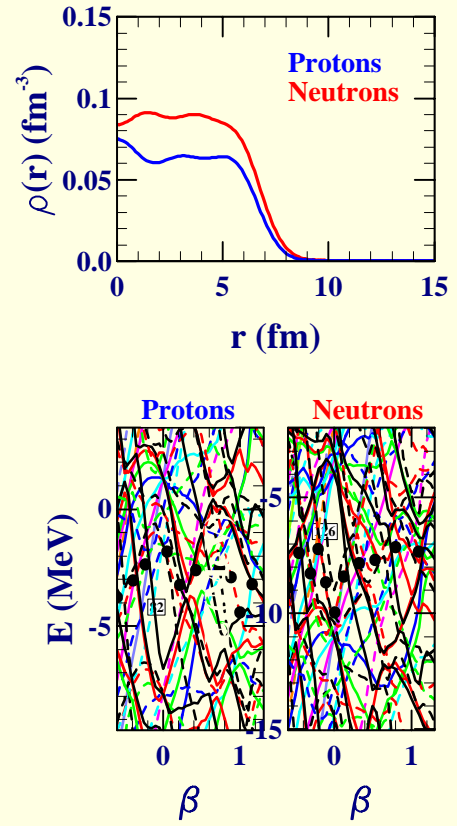 0.15
0.1
0.05
0.0
ρ(r) (fm⁻³)
Protons
Neutrons
0 5 10 15
r (fm)
Protons Neutrons
E (MeV)
0
-5
-5
-10
-15
0 1 0 1
β β